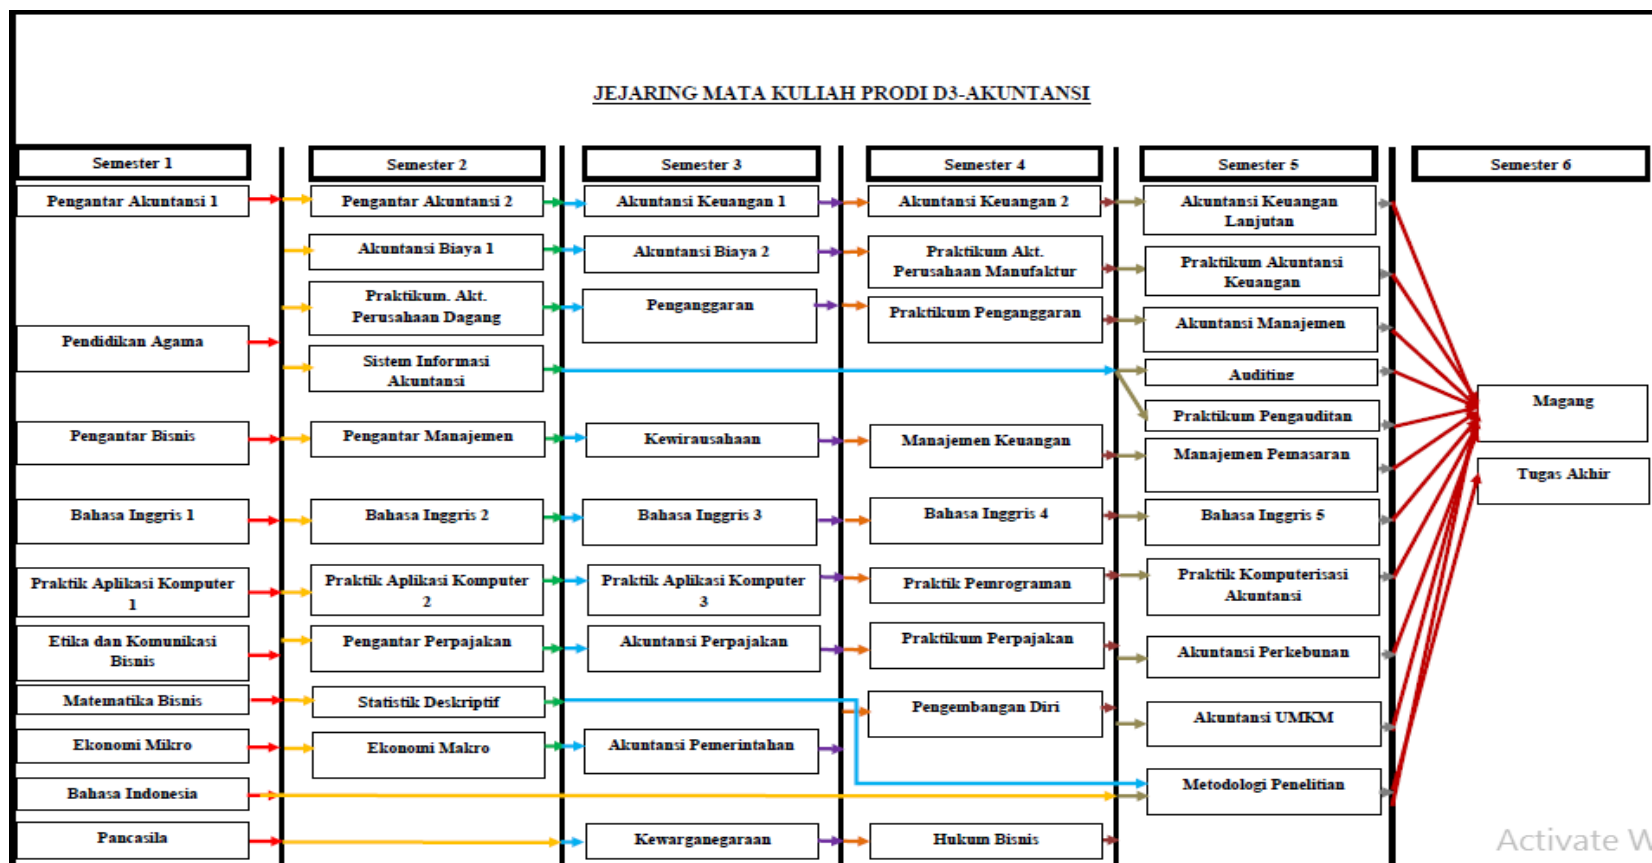 JEJARING MATA KULIAH PRODI D3-AKUNTANSI
Semester 1
Semester 2
Semester 3
Semester 4
Semester 5
Semester 6
Pengantar Akuntansi 1
Pengantar Akuntansi 2
Akuntansi Keuangan 1
Akuntansi Keuangan 2
Akuntansi Keuangan
Lanjutan
Akuntansi Biaya 1
Akuntansi Biaya 2
Praktikum Akt.
Perusahaan Manufaktur
Praktikum Akuntansi
Keuangan
Pendidikan Agama
Praktikum. Akt.
Perusahaan Dagang
Penganggaran
Praktikum Penganggaran
Akuntansi Manajemen
Sistem Informasi
Akuntansi
Auditing
Praktikum Pengauditan
Magang
Pengantar Bisnis
Pengantar Manajemen
Kewirausahaan
Manajemen Keuangan
Manajemen Pemasaran
Tugas Akhir
Bahasa Inggris 1
Bahasa Inggris 2
Bahasa Inggris 3
Bahasa Inggris 4
Bahasa Inggris 5
Praktik Aplikasi Komputer
1
Praktik Aplikasi Komputer
2
Praktik Aplikasi Komputer
3
Praktik Pemrograman
Praktik Komputerisasi
Akuntansi
Etika dan Komunikasi
Bisnis
Pengantar Perpajakan
Akuntansi Perpajakan
Praktikum Perpajakan
Akuntansi Perkebunan
Matematika Bisnis
Statistik Deskriptif
Pengembangan Diri
Akuntansi UMKM
Ekonomi Mikro
Ekonomi Makro
Akuntansi Pemerintahan
Bahasa Indonesia
Metodologi Penelitian
Pancasila
Kewarganegaraan
Hukum Bisnis
Activate W